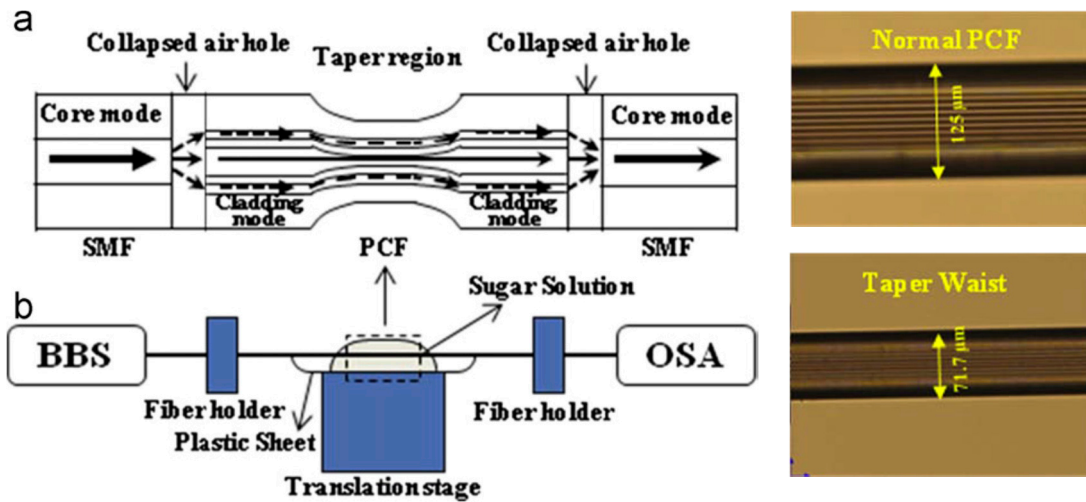 a
Collapsed air hole
Taper region
Collapsed air hole
Core mode
Core mode
Cladding
mode
Cladding
mode
SMF
PCF
SMF
b
Sugar Solution
BBS
OSA
Fiber holder
Fiber holder
Plastic Sheet
Translation stage
Normal PCF
125 μm
Taper Waist
71.7 μm